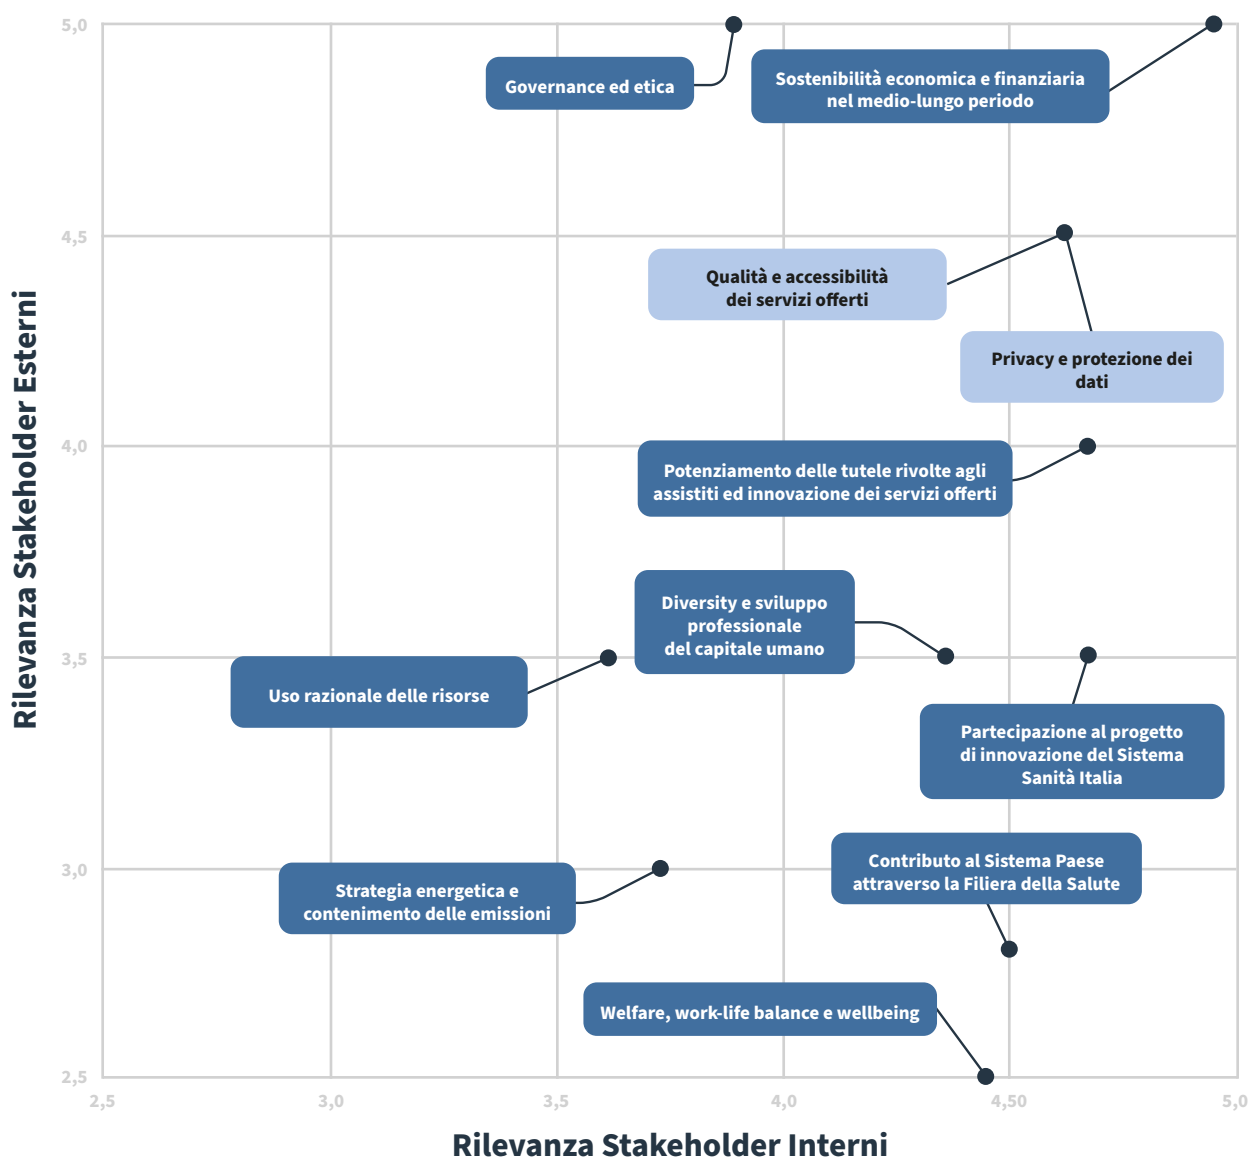 5,0
Governance ed etica
Sostenibilità economica e finanziaria
nel medio-lungo periodo
4,5
Qualità e accessibilità
dei servizi offerti
Privacy e protezione dei
dati
4,0
Potenziamento delle tutele rivolte agli
assistiti ed innovazione dei servizi offerti
Diversity e sviluppo
professionale
del capitale umano
3,5
Uso razionale delle risorse
Partecipazione al progetto
di innovazione del Sistema
Sanità Italia
3,0
Strategia energetica e
contenimento delle emissioni
Contributo al Sistema Paese
attraverso la Filiera della Salute
Welfare, work-life balance e wellbeing
2,5
2,5 3,0 3,5 4,0 4,50 5,0
Rilevanza Stakeholder Esterni
Rilevanza Stakeholder Interni